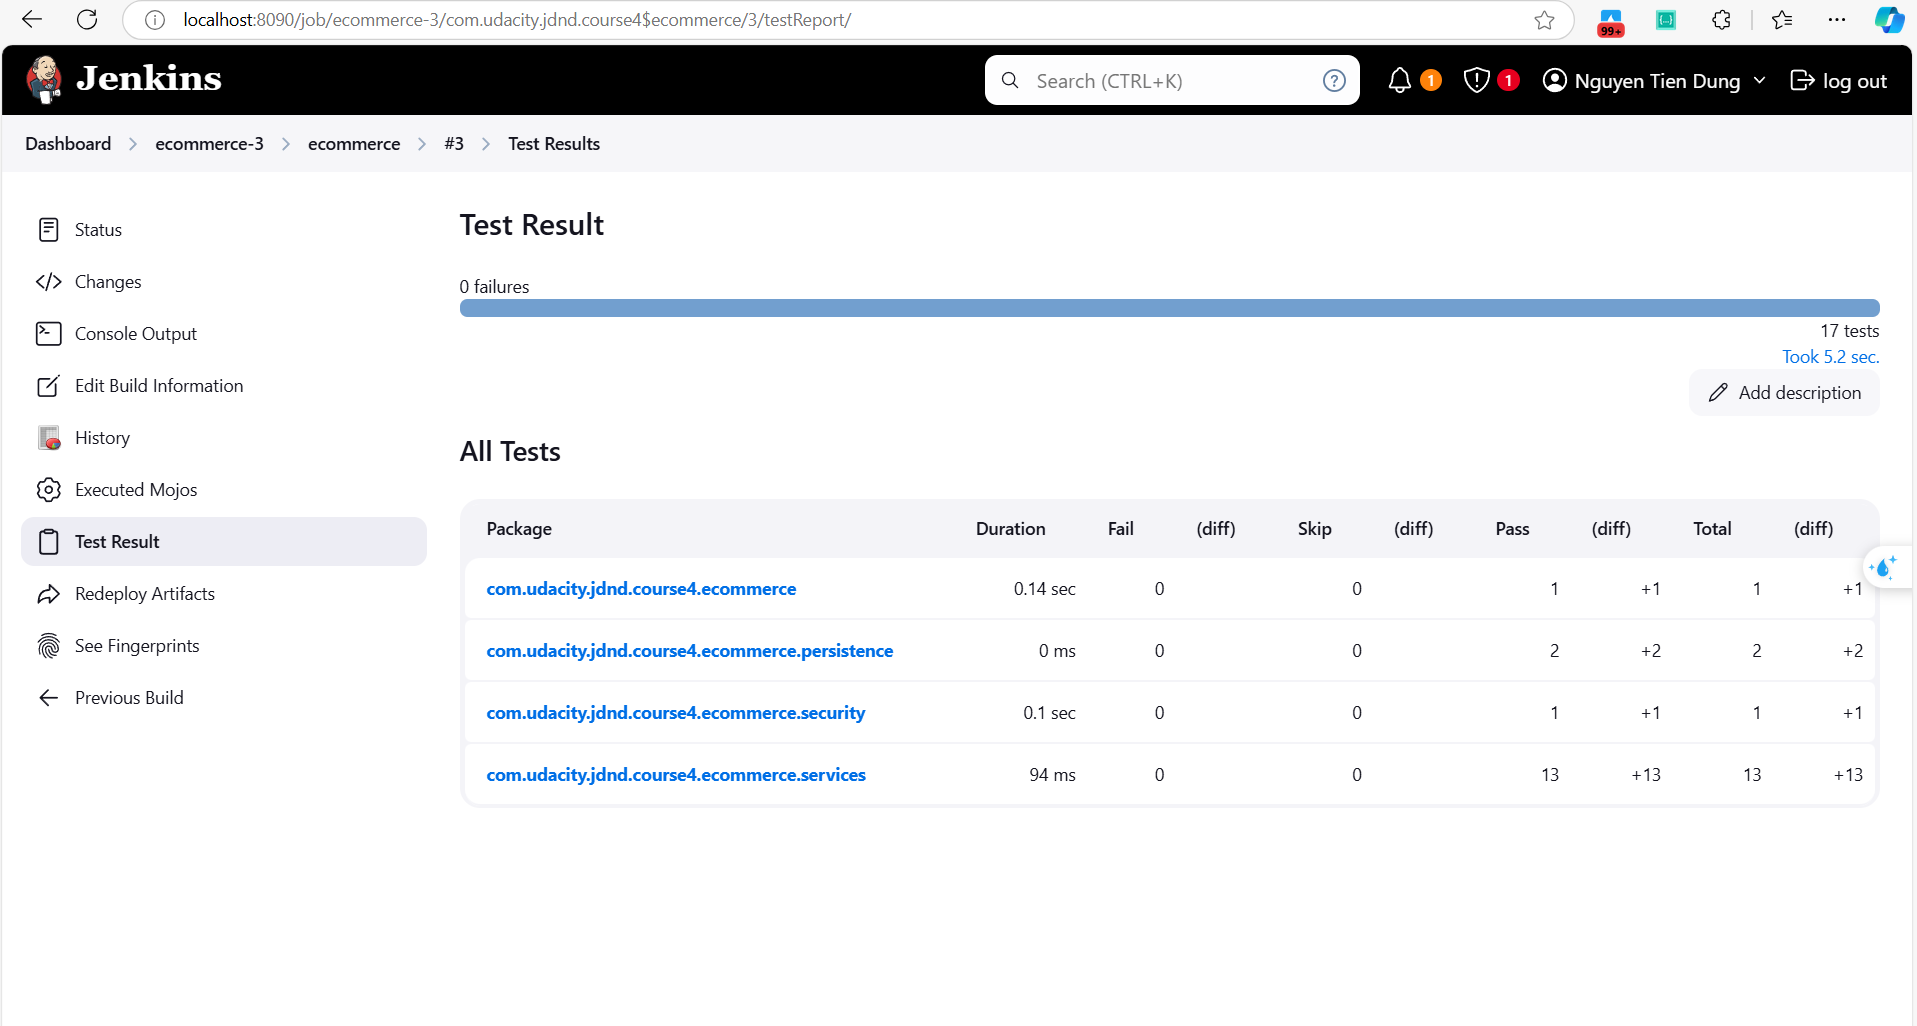 localhost:8090/job/ecommerce-3/com.udacity.jdnd.course4$ecommerce/3/testReport/
99+
Jenkins
Search (CTRL+K)
?
1
1
Nguyen Tien Dung
log out
Dashboard
ecommerce-3
ecommerce
#3
Test Results
Status
Changes
Console Output
Edit Build Information
History
Executed Mojos
Test Result
Redeploy Artifacts
See Fingerprints
Previous Build
Test Result
0 failures
17 tests
Took 5.2 sec.
Add description
All Tests
Package Duration Fail (diff) Skip (diff) Pass (diff) Total (diff)
com.udacity.jdnd.course4.ecommerce 0.14 sec 0 0 1 +1 1 +1
com.udacity.jdnd.course4.ecommerce.persistence 0 ms 0 0 2 +2 2 +2
com.udacity.jdnd.course4.ecommerce.security 0.1 sec 0 0 1 +1 1 +1
com.udacity.jdnd.course4.ecommerce.services 94 ms 0 0 13 +13 13 +13